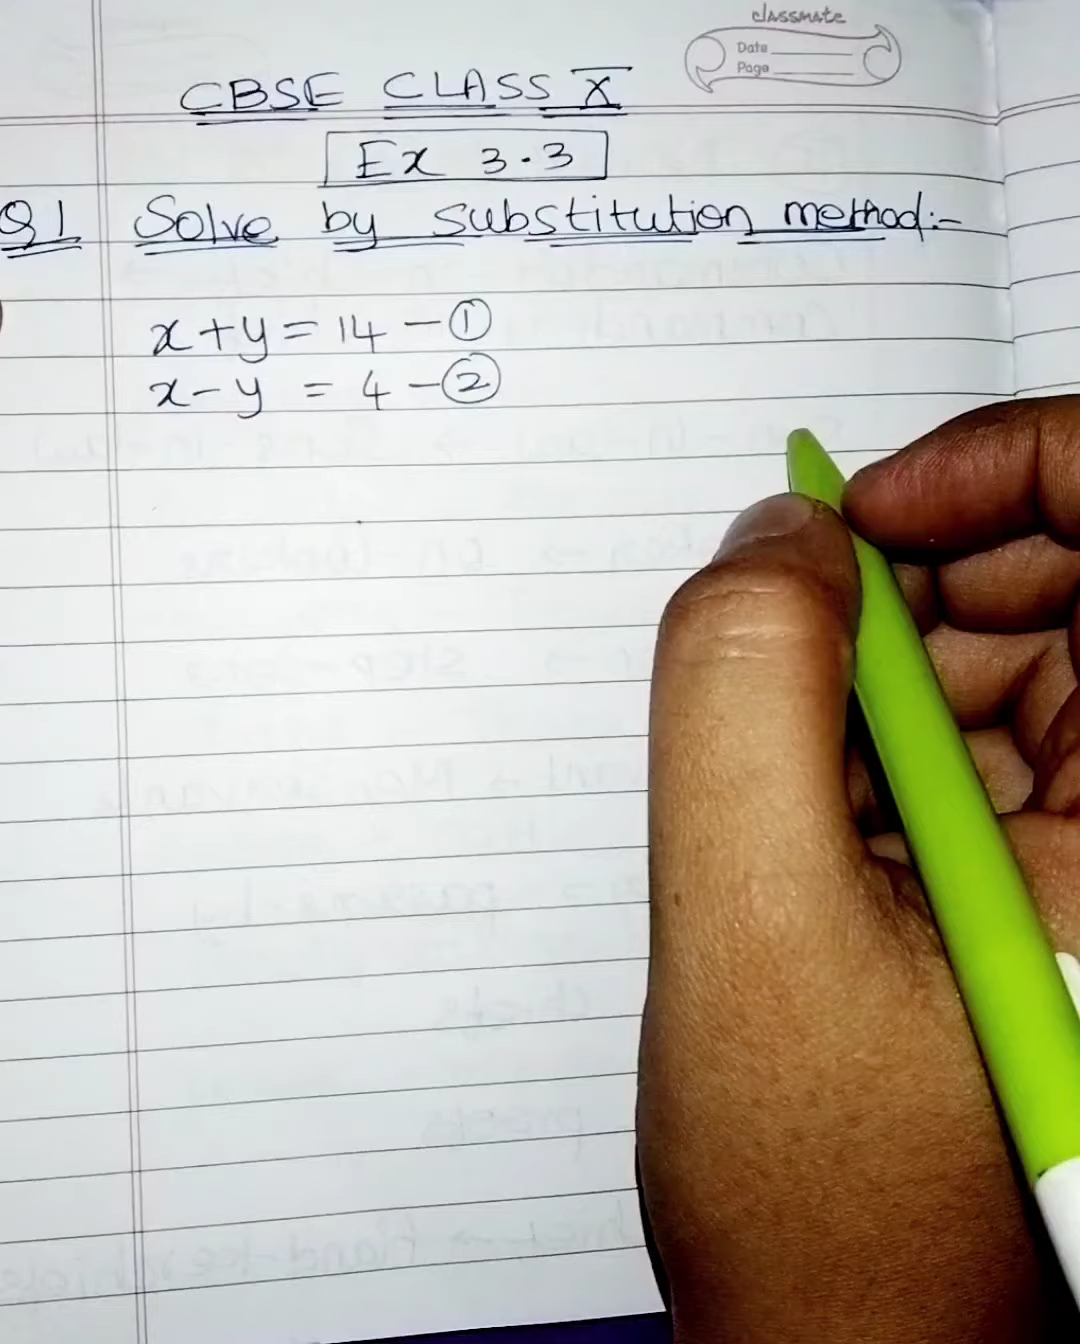 classmate
Date
Page
CBSE CLASS X
Ex 3.3
Q1 Solve by substitution method:-
x+y=14 -①
x-y = 4 -②